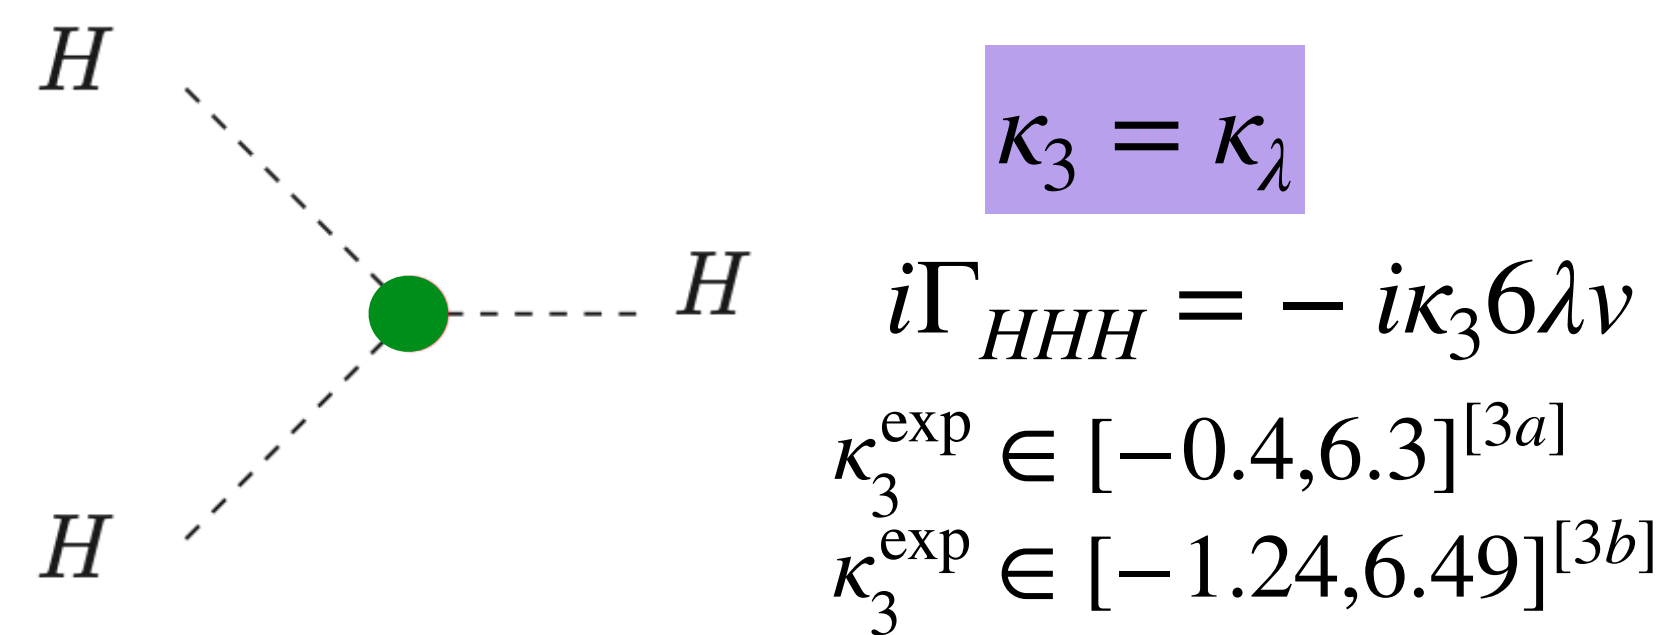 H
κ₃ = κ_λ
H
iΓ_HHH = − iκ₃6λv
κ₃^exp ∈ [−0.4,6.3]^[3a]
H
κ₃^exp ∈ [−1.24,6.49]^[3b]